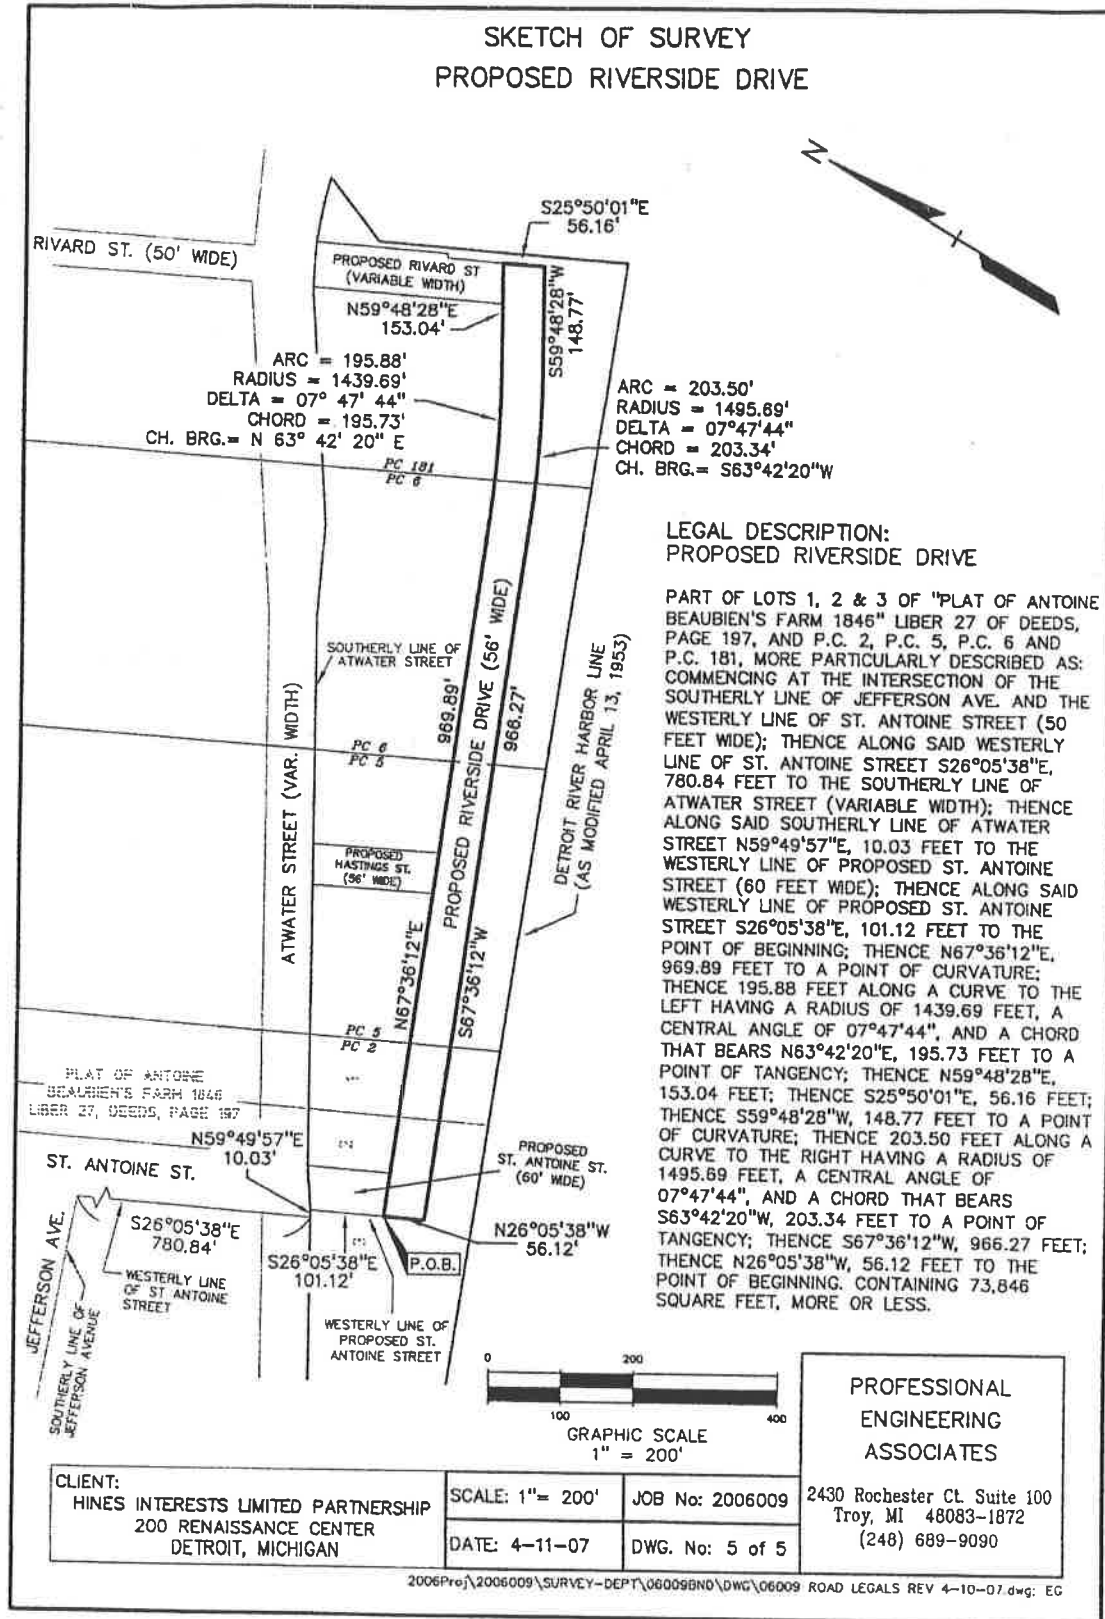 SKETCH OF SURVEY
PROPOSED RIVERSIDE DRIVE
N
S25°50'01"E
56.16'
RIVARD ST. (50' WIDE)
PROPOSED RIVARD ST
(VARIABLE WIDTH)
N59°48'28"E
153.04'
S59°48'28"W
148.77'
ARC = 195.88'
RADIUS = 1439.69'
DELTA = 07° 47' 44"
CHORD = 195.73'
CH. BRG.= N 63° 42' 20" E
ARC = 203.50'
RADIUS = 1495.69'
DELTA = 07°47'44"
CHORD = 203.34'
CH. BRG.= S63°42'20"W
PC 181
PC 6
SOUTHERLY LINE OF
ATWATER STREET
ATWATER STREET (VAR. WIDTH)
969.89'
PROPOSED RIVERSIDE DRIVE (56' WIDE)
966.27'
DETROIT RIVER HARBOR LINE
(AS MODIFIED APRIL 13, 1953)
PC 6
PC 5
PROPOSED
HASTINGS ST.
(56' WIDE)
N67°36'12"E
S67°36'12"W
PC 5
PC 2
PLAT OF ANTOINE
BEAUBIEN'S FARM 1846
LIBER 27, DEEDS, PAGE 197
N59°49'57"E
10.03'
ST. ANTOINE ST.
PROPOSED
ST. ANTOINE ST.
(60' WIDE)
S26°05'38"E
780.84'
S26°05'38"E
101.12'
P.O.B.
N26°05'38"W
56.12'
WESTERLY LINE
OF ST ANTOINE
STREET
JEFFERSON AVE.
SOUTHERLY LINE OF
JEFFERSON AVENUE
WESTERLY LINE OF
PROPOSED ST.
ANTOINE STREET
LEGAL DESCRIPTION:
PROPOSED RIVERSIDE DRIVE
PART OF LOTS 1, 2 & 3 OF "PLAT OF ANTOINE
BEAUBIEN'S FARM 1846" LIBER 27 OF DEEDS,
PAGE 197, AND P.C. 2, P.C. 5, P.C. 6 AND
P.C. 181, MORE PARTICULARLY DESCRIBED AS:
COMMENCING AT THE INTERSECTION OF THE
SOUTHERLY LINE OF JEFFERSON AVE. AND THE
WESTERLY LINE OF ST. ANTOINE STREET (50
FEET WIDE); THENCE ALONG SAID WESTERLY
LINE OF ST. ANTOINE STREET S26°05'38"E,
780.84 FEET TO THE SOUTHERLY LINE OF
ATWATER STREET (VARIABLE WIDTH); THENCE
ALONG SAID SOUTHERLY LINE OF ATWATER
STREET N59°49'57"E, 10.03 FEET TO THE
WESTERLY LINE OF PROPOSED ST. ANTOINE
STREET (60 FEET WIDE); THENCE ALONG SAID
WESTERLY LINE OF PROPOSED ST. ANTOINE
STREET S26°05'38"E, 101.12 FEET TO THE
POINT OF BEGINNING; THENCE N67°36'12"E,
969.89 FEET TO A POINT OF CURVATURE;
THENCE 195.88 FEET ALONG A CURVE TO THE
LEFT HAVING A RADIUS OF 1439.69 FEET, A
CENTRAL ANGLE OF 07°47'44", AND A CHORD
THAT BEARS N63°42'20"E, 195.73 FEET TO A
POINT OF TANGENCY; THENCE N59°48'28"E,
153.04 FEET; THENCE S25°50'01"E, 56.16 FEET;
THENCE S59°48'28"W, 148.77 FEET TO A POINT
OF CURVATURE; THENCE 203.50 FEET ALONG A
CURVE TO THE RIGHT HAVING A RADIUS OF
1495.69 FEET, A CENTRAL ANGLE OF
07°47'44", AND A CHORD THAT BEARS
S63°42'20"W, 203.34 FEET TO A POINT OF
TANGENCY; THENCE S67°36'12"W, 966.27 FEET;
THENCE N26°05'38"W, 56.12 FEET TO THE
POINT OF BEGINNING. CONTAINING 73,846
SQUARE FEET, MORE OR LESS.
0 200
100 400
GRAPHIC SCALE
1" = 200'
PROFESSIONAL
ENGINEERING
ASSOCIATES
2430 Rochester Ct. Suite 100
Troy, MI 48083-1872
(248) 689-9090
CLIENT:
HINES INTERESTS LIMITED PARTNERSHIP
200 RENAISSANCE CENTER
DETROIT, MICHIGAN
SCALE: 1"= 200'
JOB No: 2006009
DATE: 4-11-07
DWG. No: 5 of 5
2006Proj\2006009\SURVEY-DEPT\06009BND\DWG\06009 ROAD LEGALS REV 4-10-07.dwg; EG